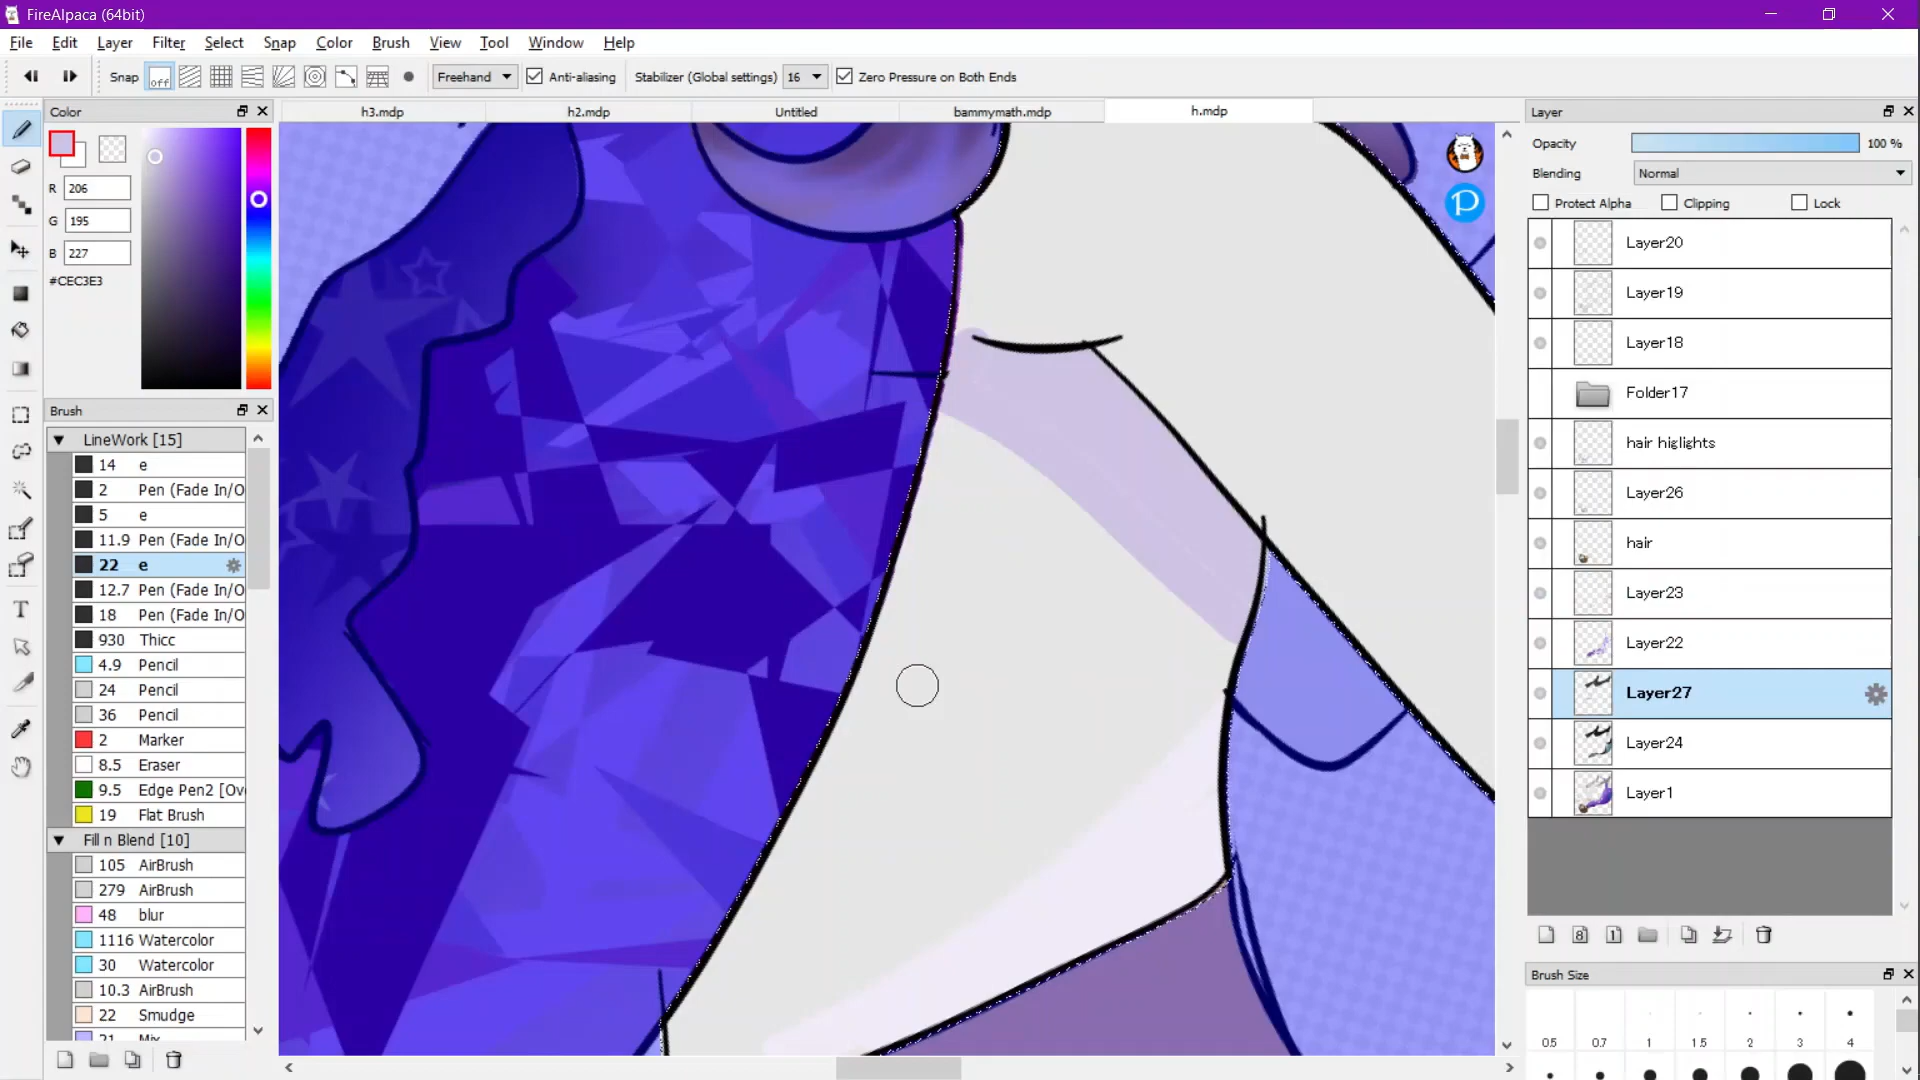 FireAlpaca (64bit)
File Edit Layer Filter Select Snap Color Brush View Tool Window Help
Snap off Freehand Anti-aliasing Stabilizer (Global settings) 16 Zero Pressure on Both Ends
Color
h3.mdp h2.mdp Untitled bammymath.mdp h.mdp
R 206
G 195
B 227
#CEC3E3
Brush
LineWork [15]
14 e
2 Pen (Fade In/O
5 e
11.9 Pen (Fade In/O
22 e
12.7 Pen (Fade In/O
18 Pen (Fade In/O
930 Thicc
4.9 Pencil
24 Pencil
36 Pencil
2 Marker
8.5 Eraser
9.5 Edge Pen2 [Ov
19 Flat Brush
Fill n Blend [10]
105 AirBrush
279 AirBrush
48 blur
1116 Watercolor
30 Watercolor
10.3 AirBrush
22 Smudge
21 Mix
T
P
Layer
Opacity 100 %
Blending Normal
Protect Alpha Clipping Lock
Layer20
Layer19
Layer18
Folder17
hair higlights
Layer26
hair
Layer23
Layer22
Layer27
Layer24
Layer1
8 1
Brush Size
0.5 0.7 1 1.5 2 3 4